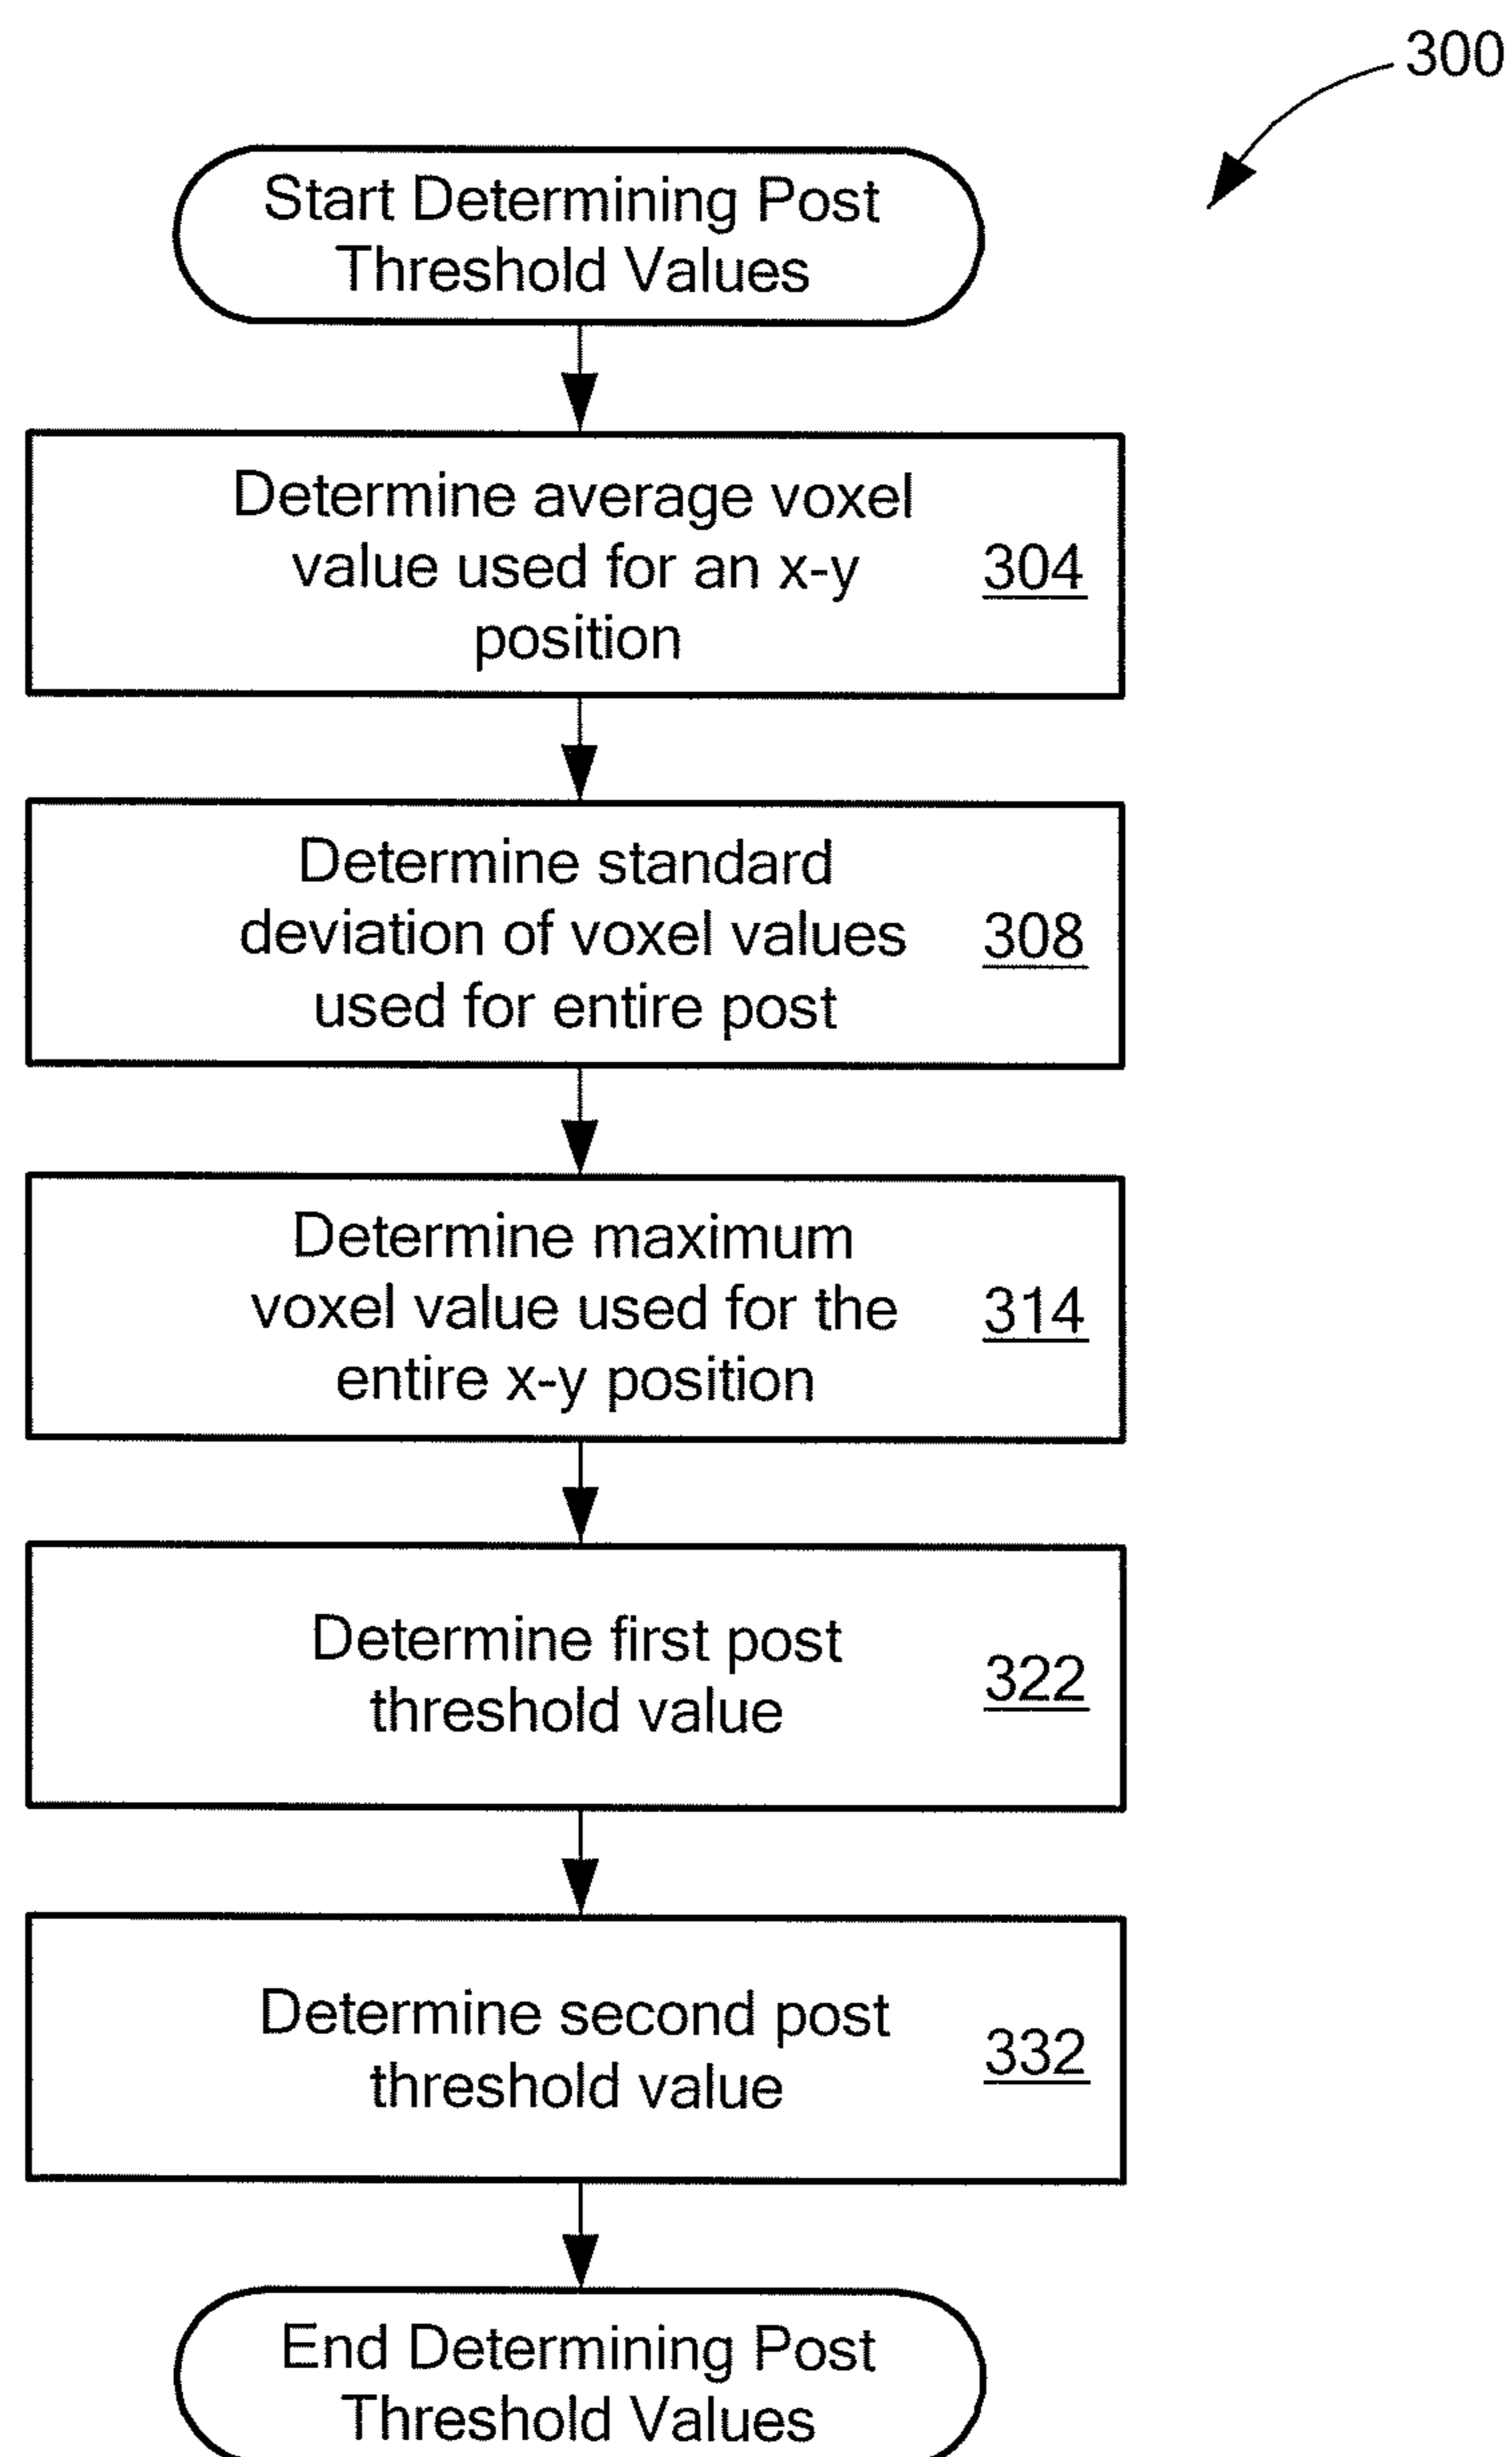 300
Start Determining Post
Threshold Values
Determine average voxel
value used for an x-y
position
304
Determine standard
deviation of voxel values
used for entire post
308
Determine maximum
voxel value used for the
entire x-y position
314
Determine first post
threshold value
322
Determine second post
threshold value
332
End Determining Post
Threshold Values